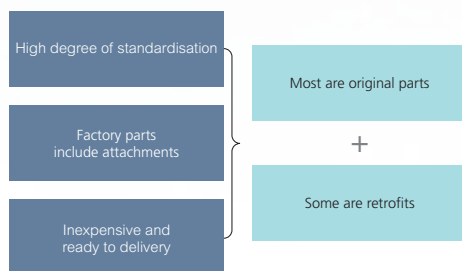 High degree of standardisation
Factory parts
include attachments
Inexpensive and
ready to delivery
Most are original parts
+
Some are retrofits